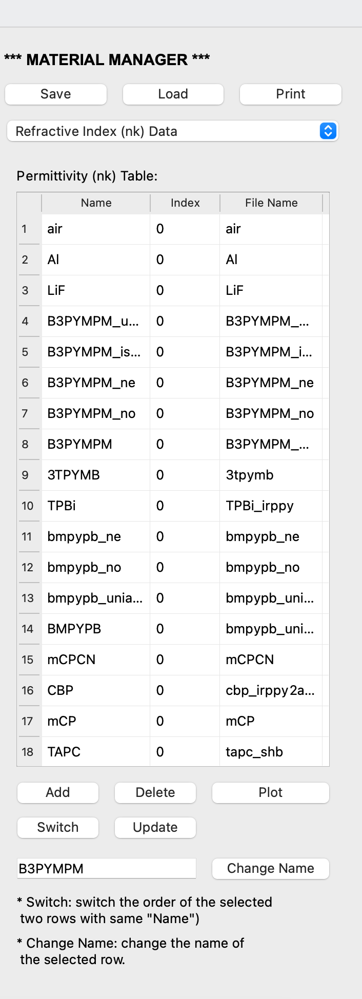 *** MATERIAL MANAGER ***
Save Load Print
Refractive Index (nk) Data
Permittivity (nk) Table:
Name Index File Name
1 air 0 air
2 Al 0 Al
3 LiF 0 LiF
4 B3PYMPM_u... 0 B3PYMPM_...
5 B3PYMPM_is... 0 B3PYMPM_i...
6 B3PYMPM_ne 0 B3PYMPM_ne
7 B3PYMPM_no 0 B3PYMPM_no
8 B3PYMPM 0 B3PYMPM_...
9 3TPYMB 0 3tpymb
10 TPBi 0 TPBi_irppy
11 bmpypb_ne 0 bmpypb_ne
12 bmpypb_no 0 bmpypb_no
13 bmpypb_unia... 0 bmpypb_uni...
14 BMPYPB 0 bmpypb_uni...
15 mCPCN 0 mCPCN
16 CBP 0 cbp_irppy2a...
17 mCP 0 mCP
18 TAPC 0 tapc_shb
Add Delete Plot
Switch Update
B3PYMPM Change Name
* Switch: switch the order of the selected
two rows with same "Name")
* Change Name: change the name of
the selected row.